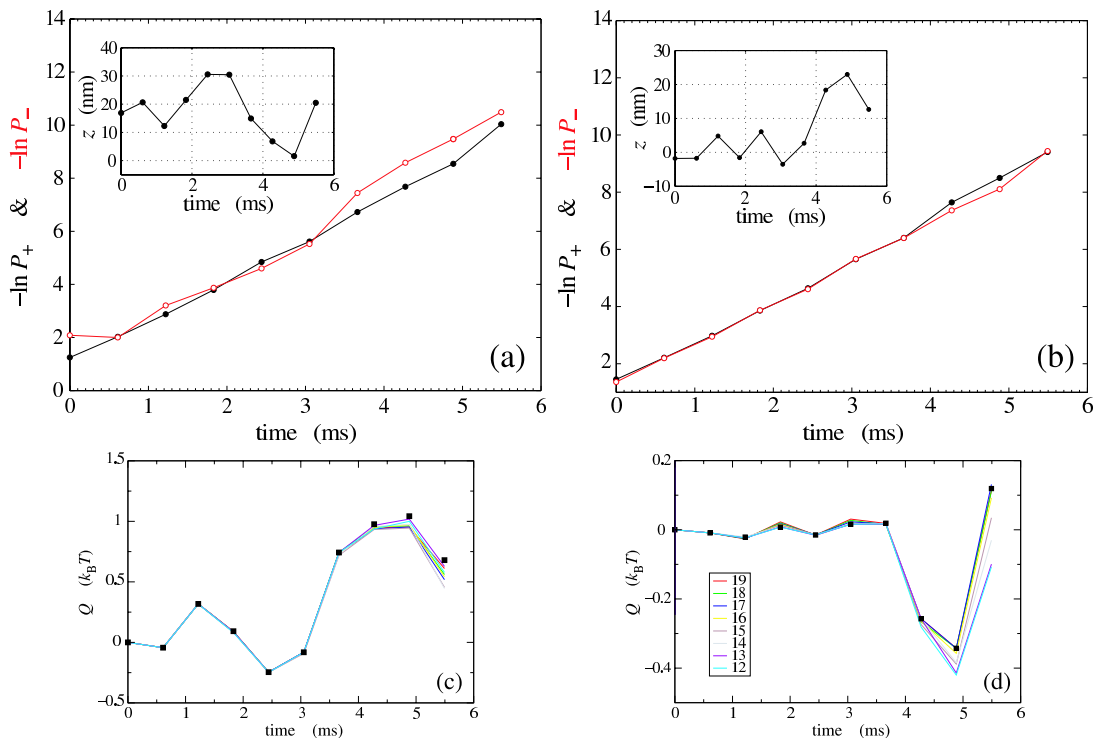 14
12
10
8
6
4
2
0
−ln P+ & −ln P−
0 1 2 3 4 5 6
time (ms)
(a)
40
30
20
10
0
z (nm)
0 2 4 6
time (ms)
14
12
10
8
6
4
2
−ln P+ & −ln P−
0 1 2 3 4 5 6
time (ms)
(b)
30
20
10
0
−10
z (nm)
0 2 4 6
time (ms)
1.5
1
0.5
0
−0.5
Q (kBT)
0 1 2 3 4 5 6
time (ms)
(c)
0.2
0
−0.2
−0.4
Q (kBT)
19
18
17
16
15
14
13
12
0 1 2 3 4 5 6
time (ms)
(d)